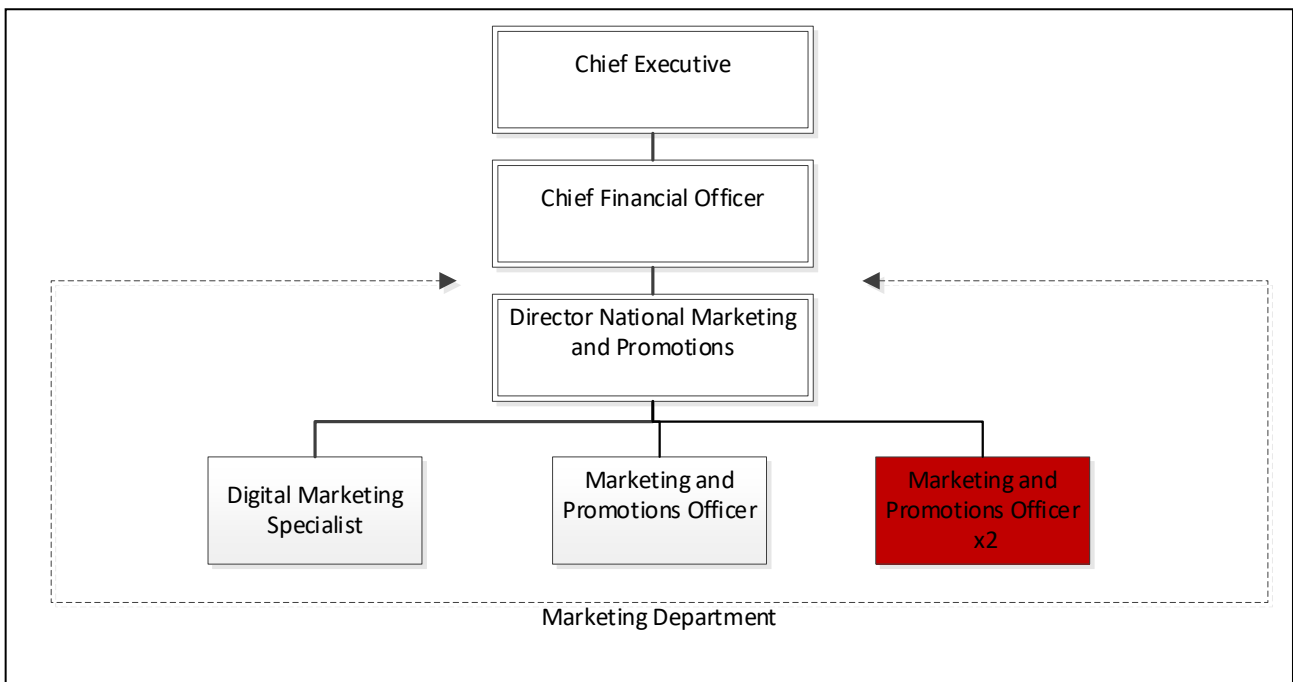 Chief Executive
Chief Financial Officer
Director National Marketing
and Promotions
Digital Marketing
Specialist
Marketing and
Promotions Officer
Marketing and
Promotions Officer
x2
Marketing Department